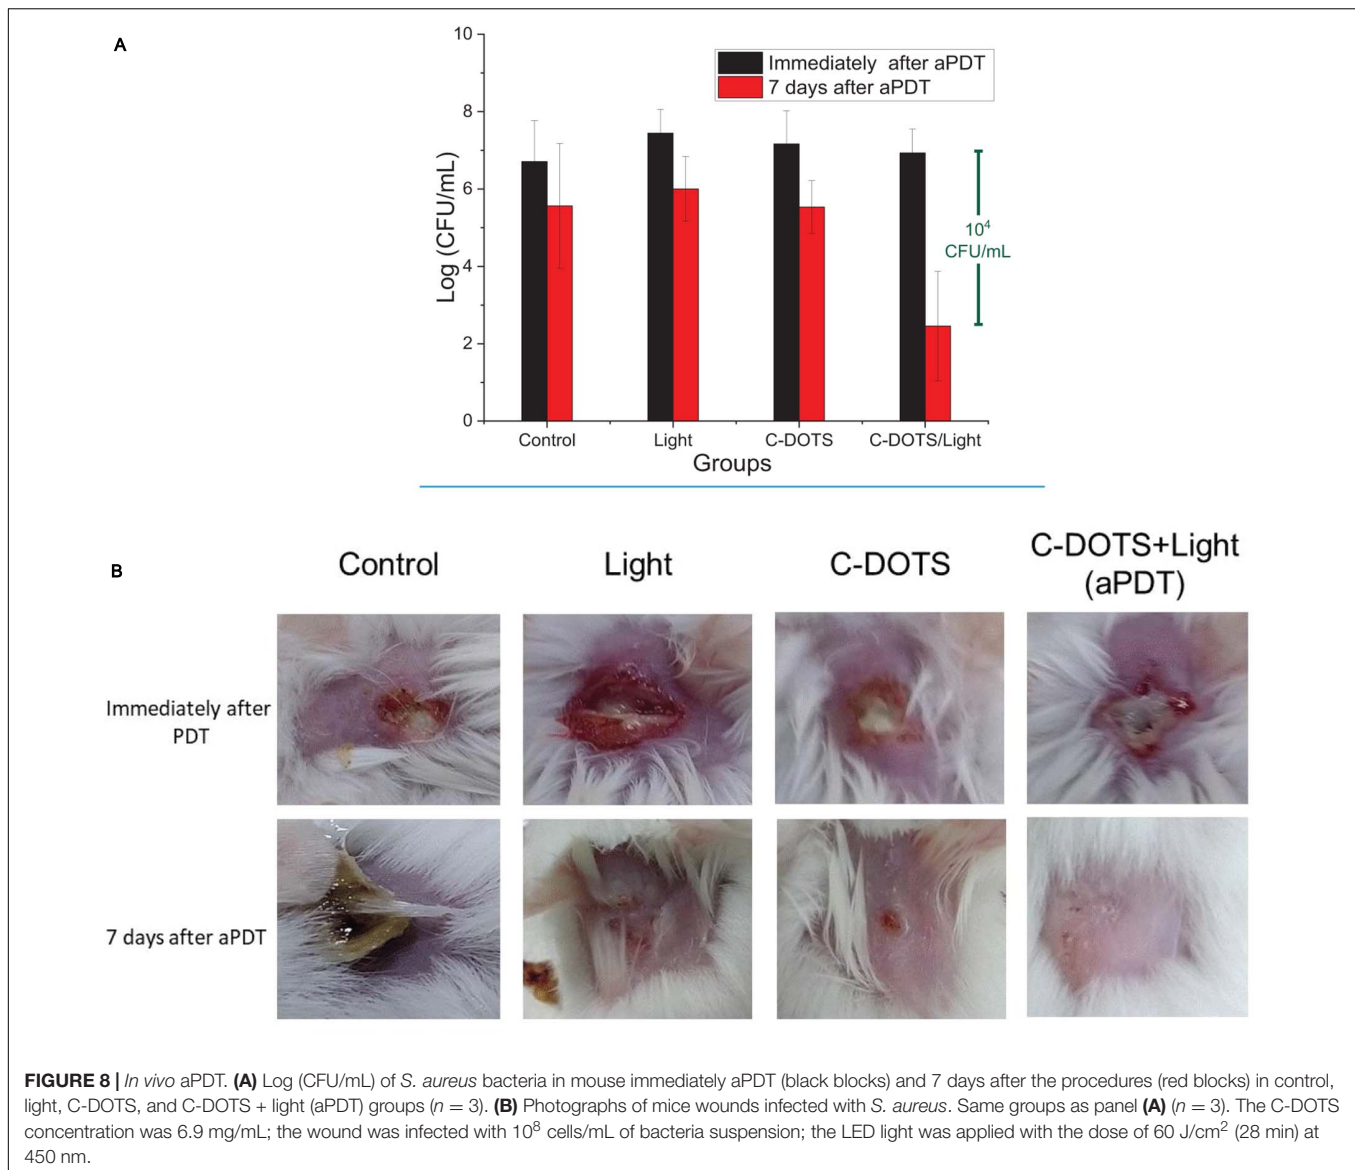 A
10
8
6
4
2
0
Log (CFU/mL)
Immediately after aPDT
7 days after aPDT
10⁴
CFU/mL
Control
Light
C-DOTS
C-DOTS/Light
Groups
B
Control
Light
C-DOTS
C-DOTS+Light
(aPDT)
Immediately after
PDT
7 days after aPDT
FIGURE 8 | In vivo aPDT. (A) Log (CFU/mL) of S. aureus bacteria in mouse immediately aPDT (black blocks) and 7 days after the procedures (red blocks) in control,
light, C-DOTS, and C-DOTS + light (aPDT) groups (n = 3). (B) Photographs of mice wounds infected with S. aureus. Same groups as panel (A) (n = 3). The C-DOTS
concentration was 6.9 mg/mL; the wound was infected with 10⁸ cells/mL of bacteria suspension; the LED light was applied with the dose of 60 J/cm² (28 min) at
450 nm.